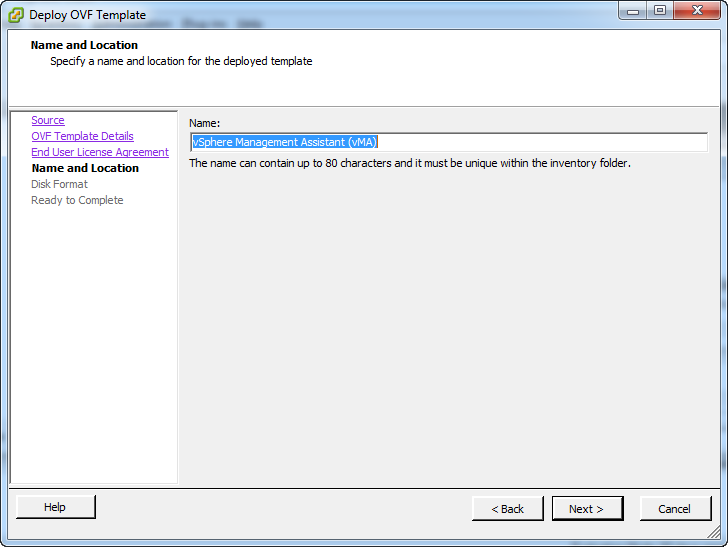 Deploy OVF Template
Name and Location
Specify a name and location for the deployed template
Source
OVF Template Details
End User License Agreement
Name and Location
Disk Format
Ready to Complete
Name:
vSphere Management Assistant (vMA)
The name can contain up to 80 characters and it must be unique within the inventory folder.
Help
< Back
Next >
Cancel